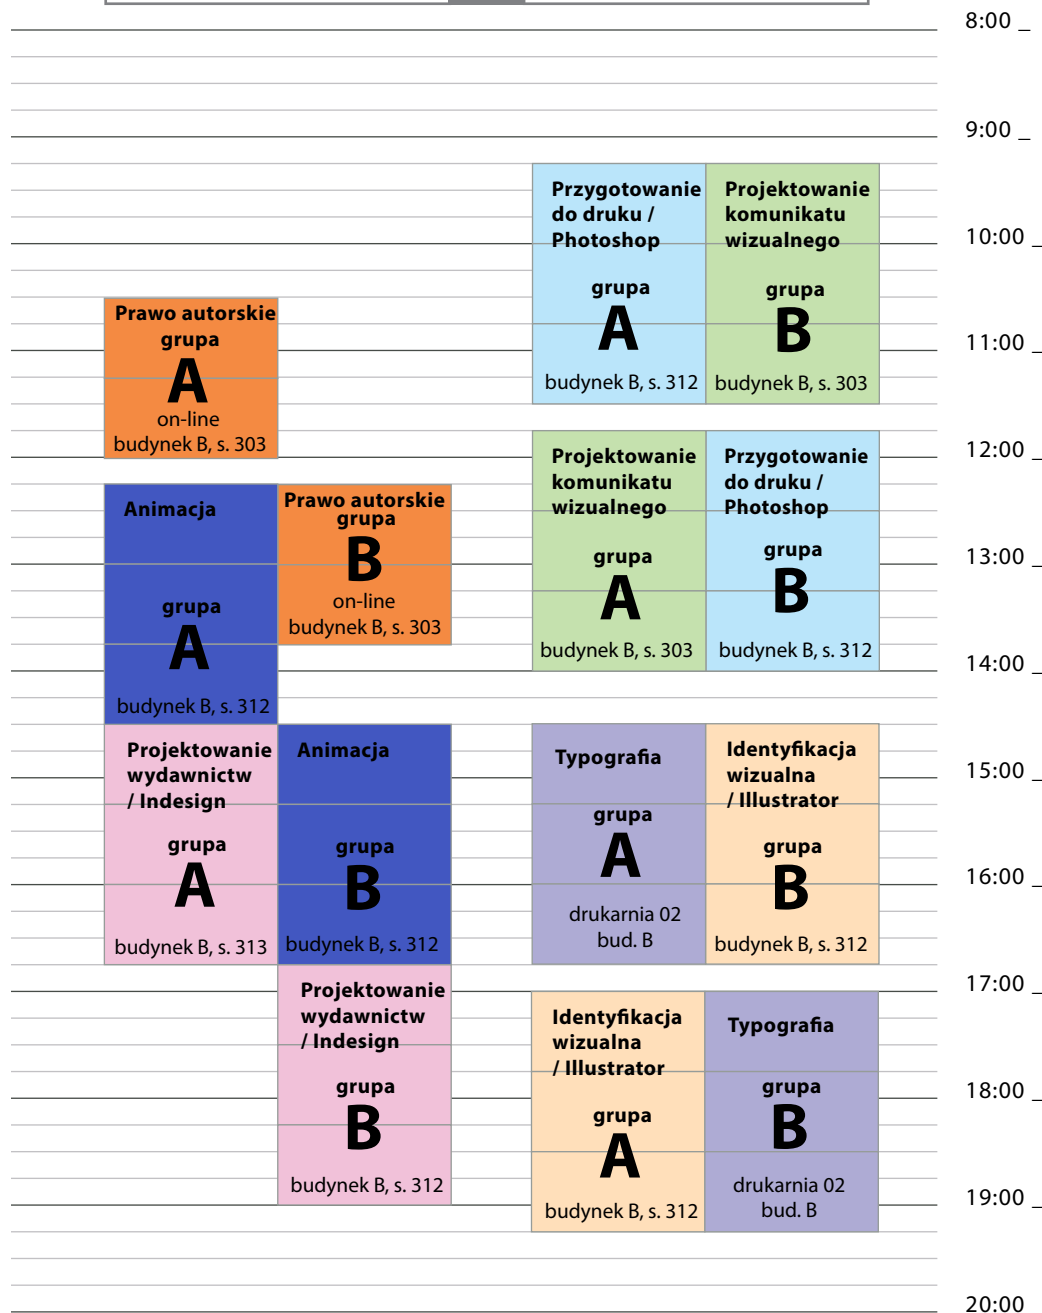 8:00 _
9:00 _
Przygotowanie
do druku /
Photoshop
grupa
A
budynek B, s. 312
Projektowanie
komunikatu
wizualnego
grupa
B
budynek B, s. 303
10:00 _
Prawo autorskie
grupa
A
on-line
budynek B, s. 303
11:00 _
12:00 _
Animacja
grupa
A
budynek B, s. 312
Prawo autorskie
grupa
B
on-line
budynek B, s. 303
Projektowanie
komunikatu
wizualnego
grupa
A
budynek B, s. 303
Przygotowanie
do druku /
Photoshop
grupa
B
budynek B, s. 312
13:00 _
14:00 _
Projektowanie
wydawnictw
/ Indesign
grupa
A
budynek B, s. 313
Animacja
grupa
B
budynek B, s. 312
Typografia
grupa
A
drukarnia 02
bud. B
Identyfikacja
wizualna
/ Illustrator
grupa
B
budynek B, s. 312
15:00 _
16:00 _
17:00 _
Projektowanie
wydawnictw
/ Indesign
grupa
B
budynek B, s. 312
Identyfikacja
wizualna
/ Illustrator
grupa
A
budynek B, s. 312
Typografia
grupa
B
drukarnia 02
bud. B
18:00 _
19:00 _
20:00